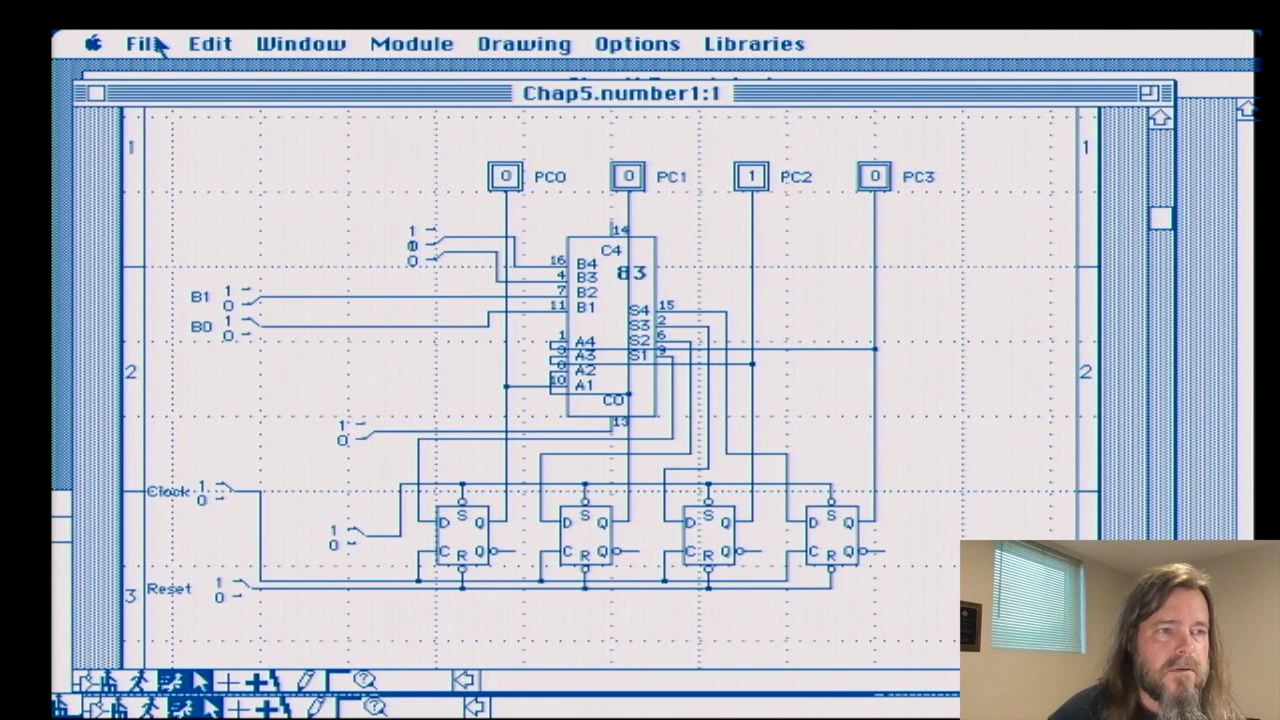 File Edit Window Module Drawing Options Libraries
Chap5.number1:1
1 1
0 PC0 0 PC1 1 PC2 0 PC3
14
1
0
0
C4
83
16 B4
4 B3
7 B2
11 B1
B1 1
0
B0 1
0
S4 15
S3 2
S2 6
S1 9
1 A4
3 A3
8 A2
10 A1
2 2
C0
13
1
0
Clock 1
0
1
0
D S Q D S Q D S Q D S Q
C R Q C R Q C R Q C R Q
Reset 1
0
3